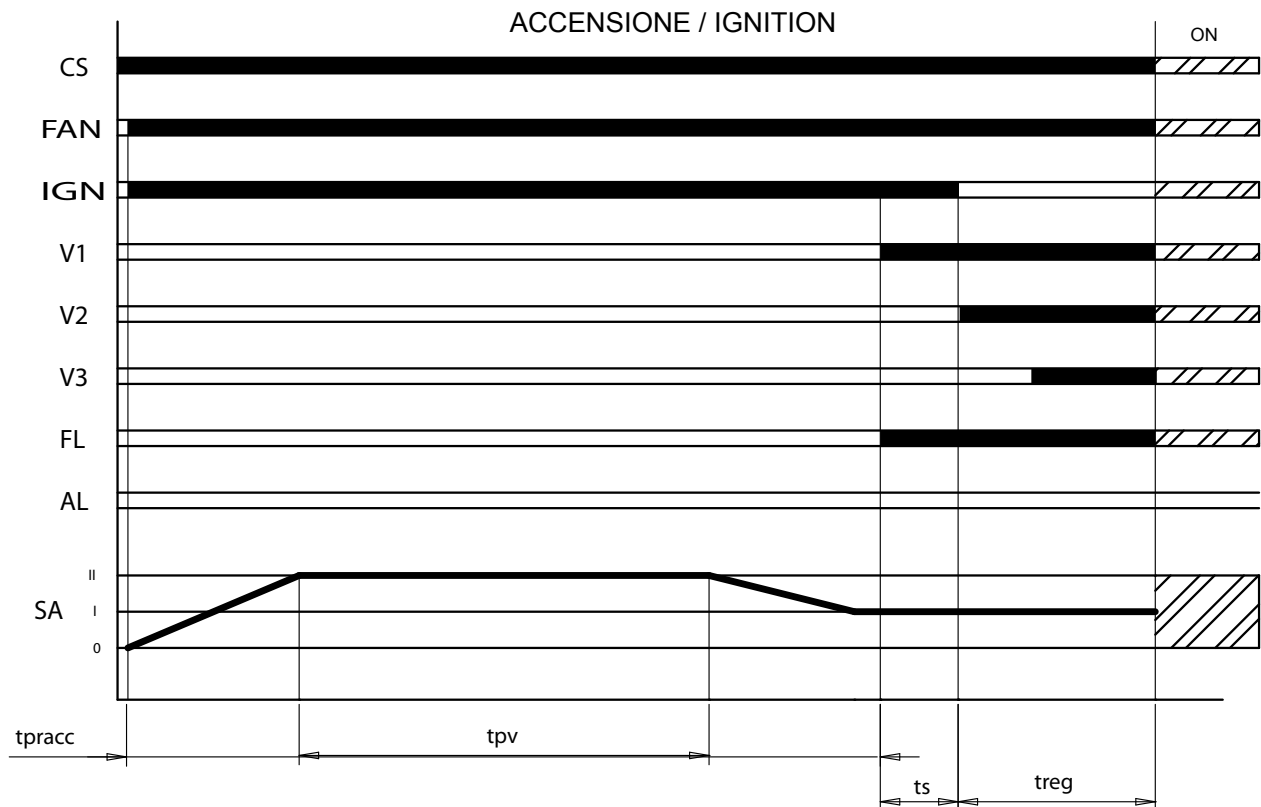 ACCENSIONE / IGNITION
ON
CS
FAN
IGN
V1
V2
V3
FL
AL
II
SA I
0
tpracc
tpv
ts
treg